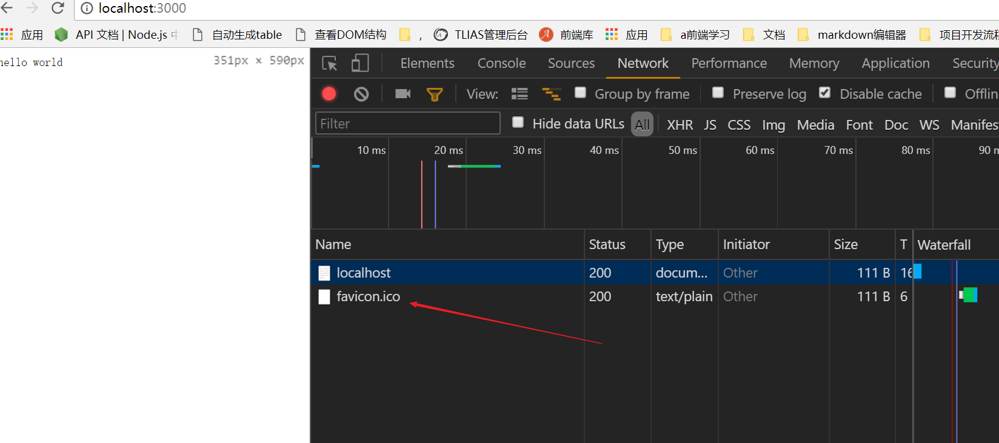 localhost:3000
应用 API 文档 | Node.js 自动生成table 查看DOM结构 , TLIAS管理后台 前端库 应用 a前端学习 文档 markdown编辑器 项目开发流程
hello world 351px × 590px
Elements Console Sources Network Performance Memory Application Security
View: Group by frame Preserve log Disable cache Offlin
Filter Hide data URLs All XHR JS CSS Img Media Font Doc WS Manifest
10 ms 20 ms 30 ms 40 ms 50 ms 60 ms 70 ms 80 ms 90 m
Name Status Type Initiator Size T Waterfall
localhost 200 docum... Other 111 B 16
favicon.ico 200 text/plain Other 111 B 6